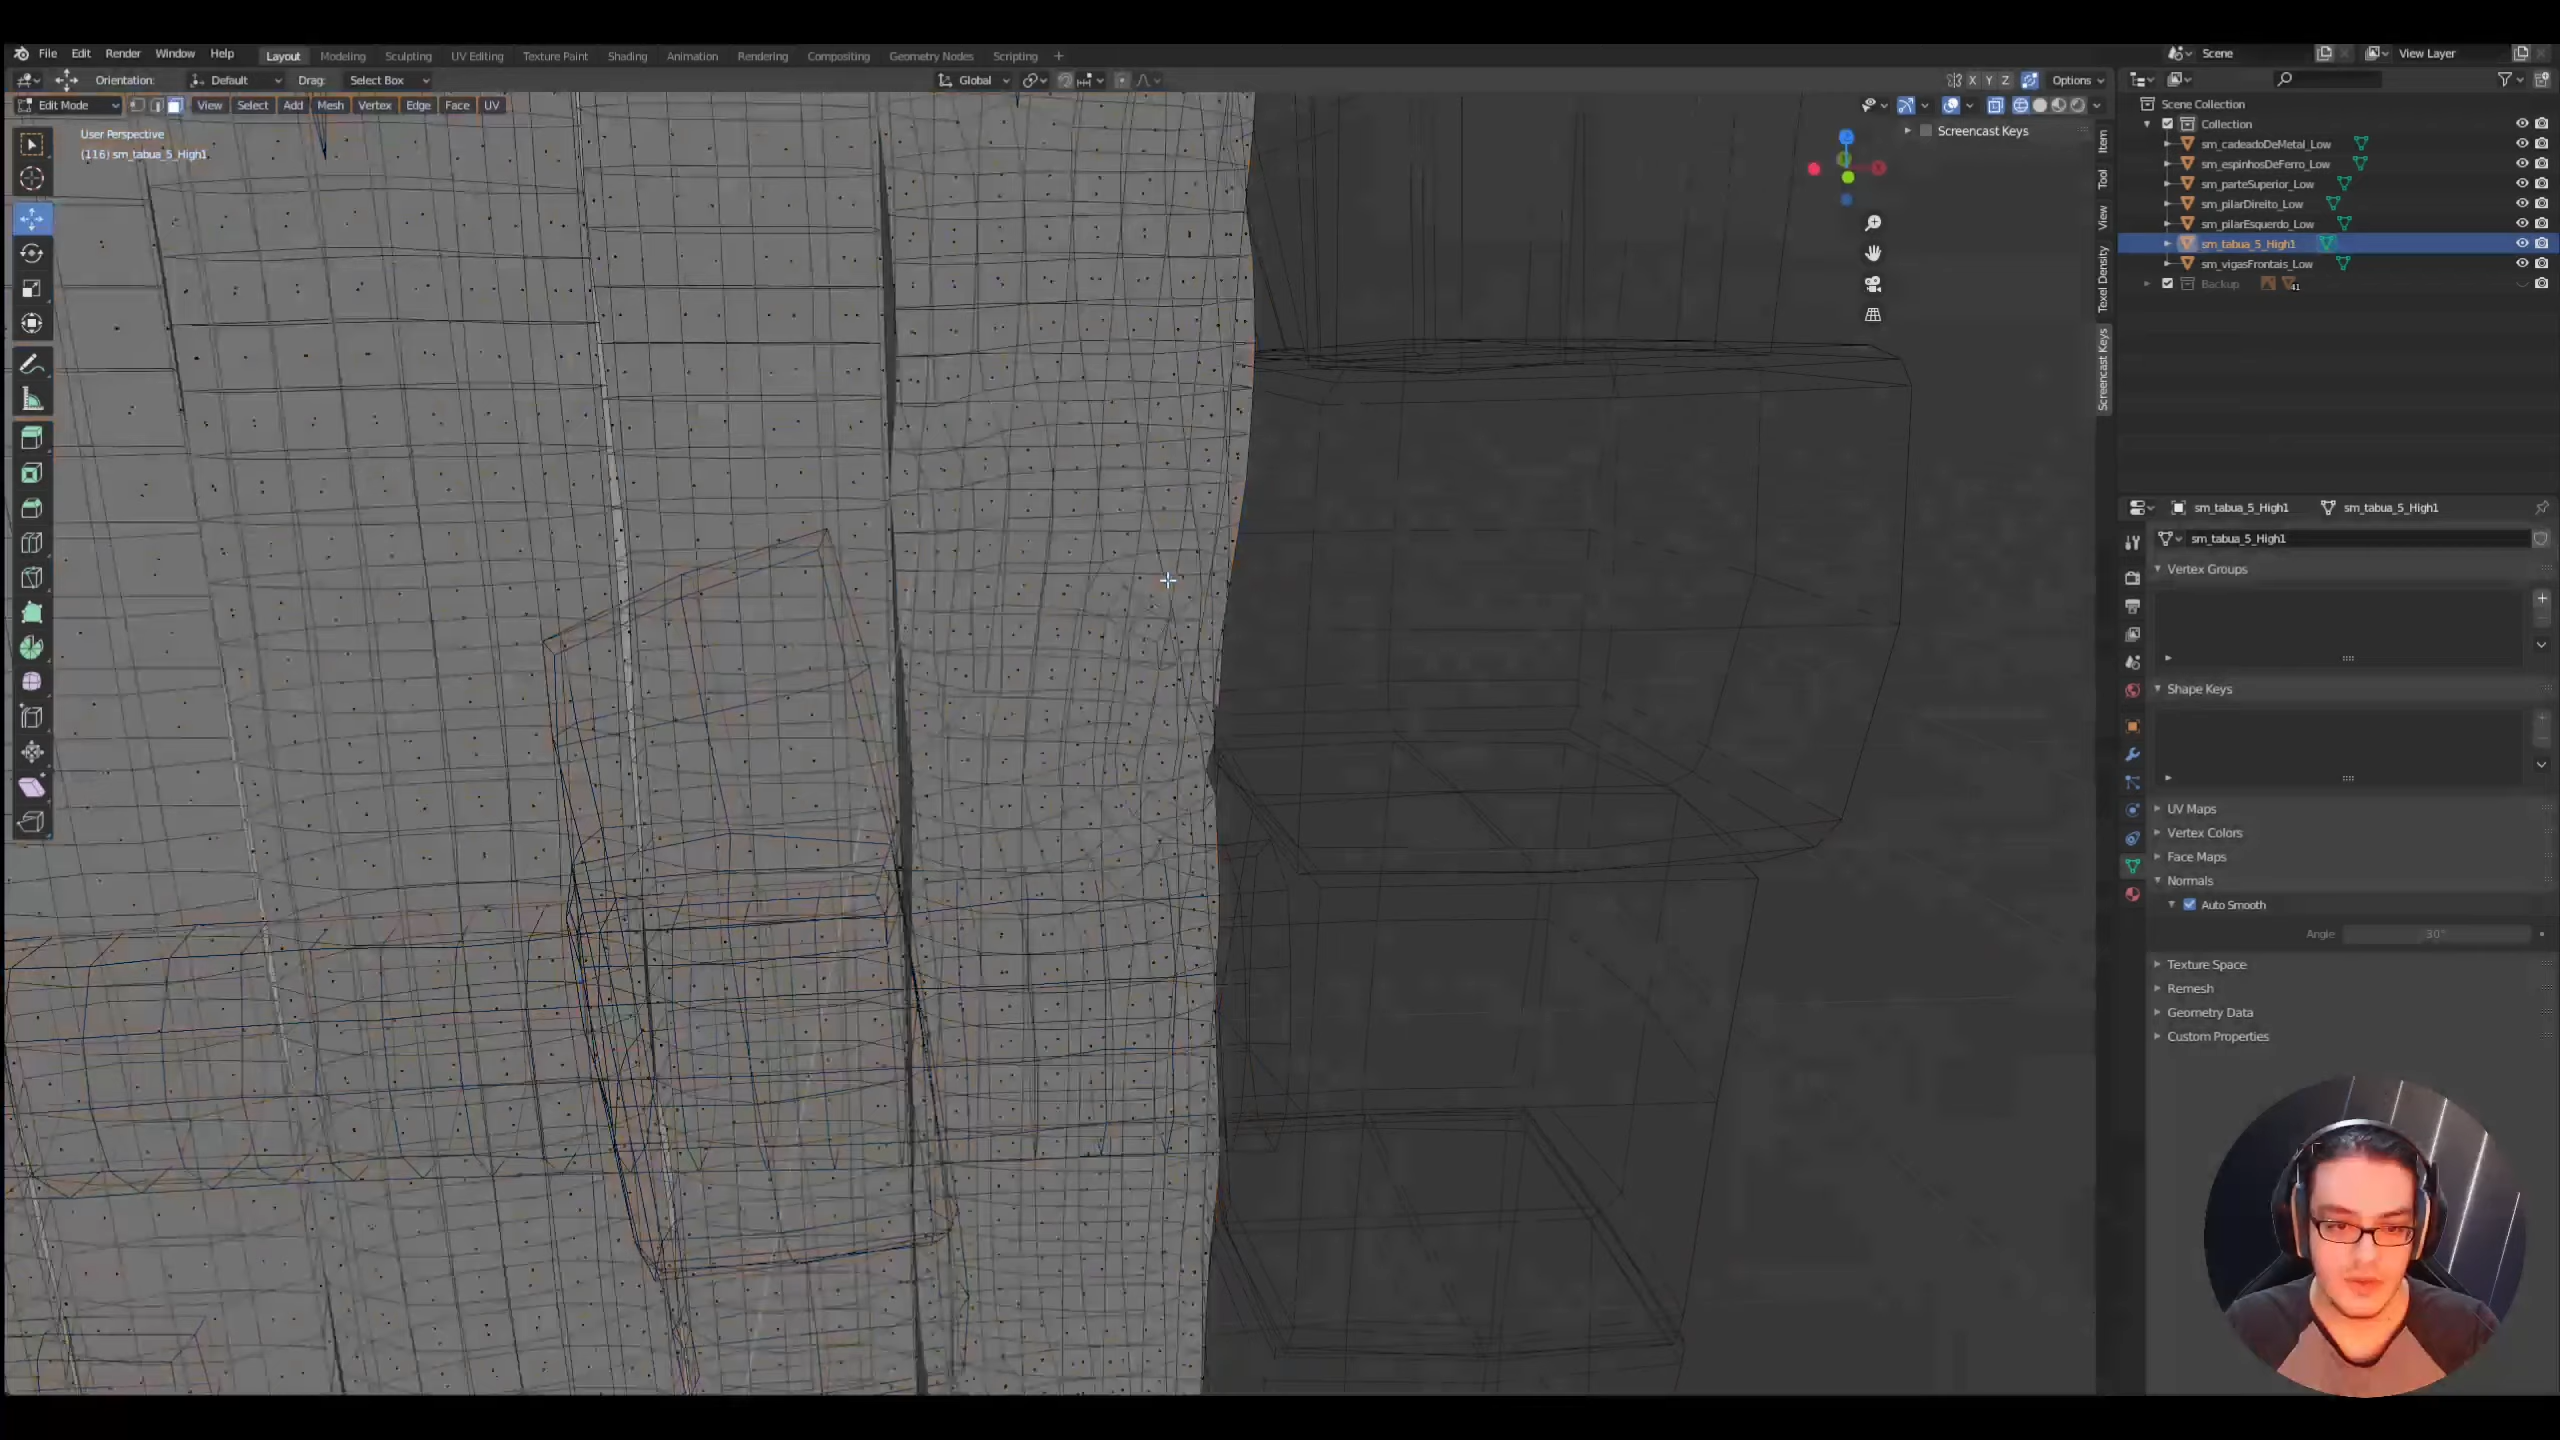 File Edit Render Window Help Layout Modeling Sculpting UV Editing Texture Paint Shading Animation Rendering Compositing Geometry Nodes Scripting + Scene View Layer
Orientation: Default Drag: Select Box Global X Y Z Options
Edit Mode View Select Add Mesh Vertex Edge Face UV
User Perspective
(116) sm_tabua_5_High1
Screencast Keys
Item
Tool
View
Texel Density
Screencast Keys
Scene Collection
Collection
sm_cadeadoDeMetal_Low
sm_espinhosDeFerro_Low
sm_parteSuperior_Low
sm_pilarDireito_Low
sm_pilarEsquerdo_Low
sm_tabua_5_High1
sm_vigasFrontais_Low
Backup 41
sm_tabua_5_High1 sm_tabua_5_High1
sm_tabua_5_High1
Vertex Groups
Shape Keys
UV Maps
Vertex Colors
Face Maps
Normals
Auto Smooth
Angle 30°
Texture Space
Remesh
Geometry Data
Custom Properties